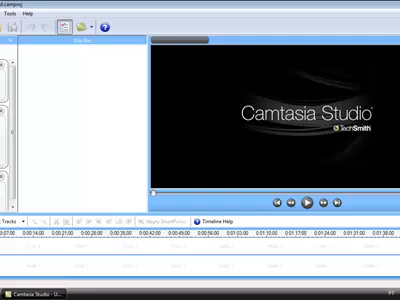 d.camproj
Tools Help
Clip Bin
Camtasia Studio
TechSmith
Tracks
Apply SmartFocus
Timeline Help
0:07:00 0:00:14:00 0:00:21:00 0:00:28:00 0:00:35:00 0:00:42:00 0:00:49:00 0:00:56:00 0:01:03:00 0:01:10:00 0:01:17:00 0:01:24:00 0:01:31:00 0:01:38:00
Camtasia Studio - U...
PT